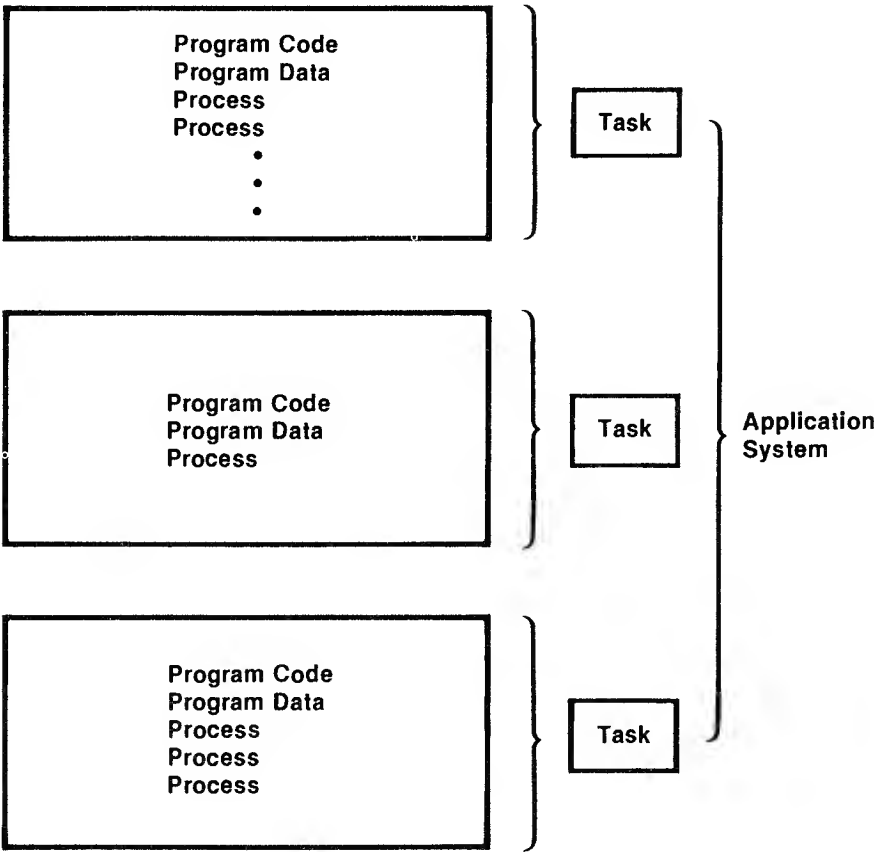 Program Code
Program Data
Process
Process
•
•
•
Task
Program Code
Program Data
Process
Task
Application
System
Program Code
Program Data
Process
Process
Process
Task